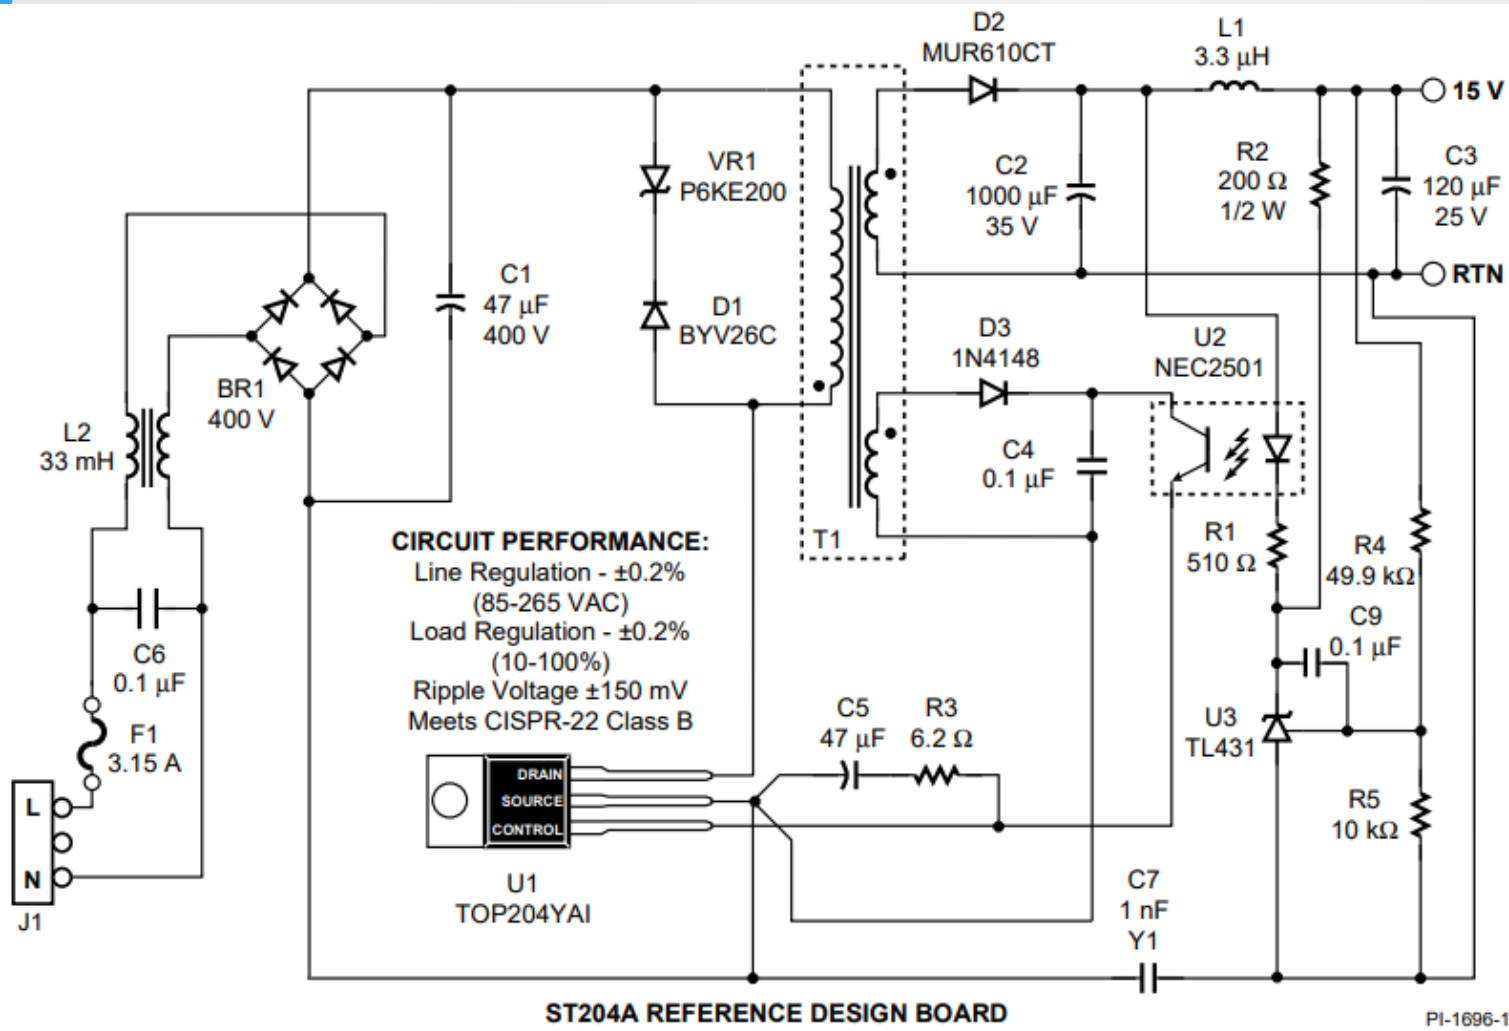 D2
MUR610CT
L1
3.3 µH
15 V
VR1
P6KE200
C2
1000 µF
35 V
R2
200 Ω
1/2 W
C3
120 µF
25 V
RTN
C1
47 µF
400 V
D1
BYV26C
D3
1N4148
U2
NEC2501
BR1
400 V
L2
33 mH
C4
0.1 µF
T1
R1
510 Ω
R4
49.9 kΩ
CIRCUIT PERFORMANCE:
Line Regulation - ±0.2%
(85-265 VAC)
Load Regulation - ±0.2%
(10-100%)
Ripple Voltage ±150 mV
Meets CISPR-22 Class B
C9
0.1 µF
C6
0.1 µF
F1
3.15 A
C5
47 µF
R3
6.2 Ω
U3
TL431
DRAIN
SOURCE
CONTROL
L
N
J1
R5
10 kΩ
U1
TOP204YAI
C7
1 nF
Y1
ST204A REFERENCE DESIGN BOARD
PI-1696-1